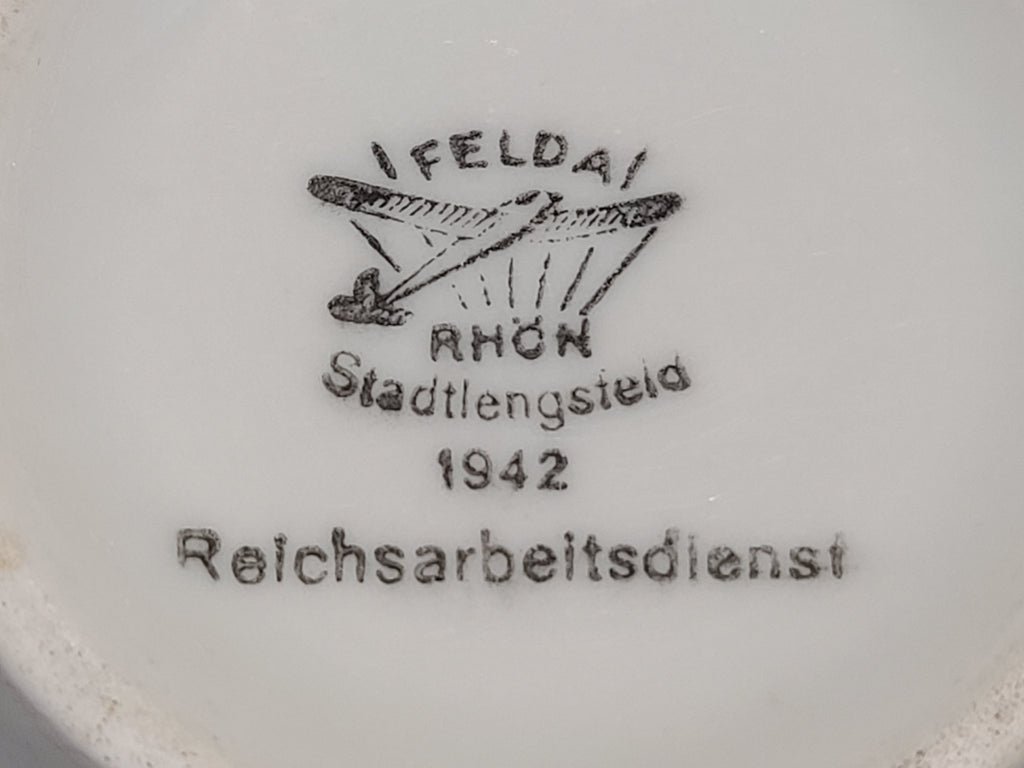 FELDA
RHÖN
Stadtlengsfeld
1942
Reichsarbeitsdienst